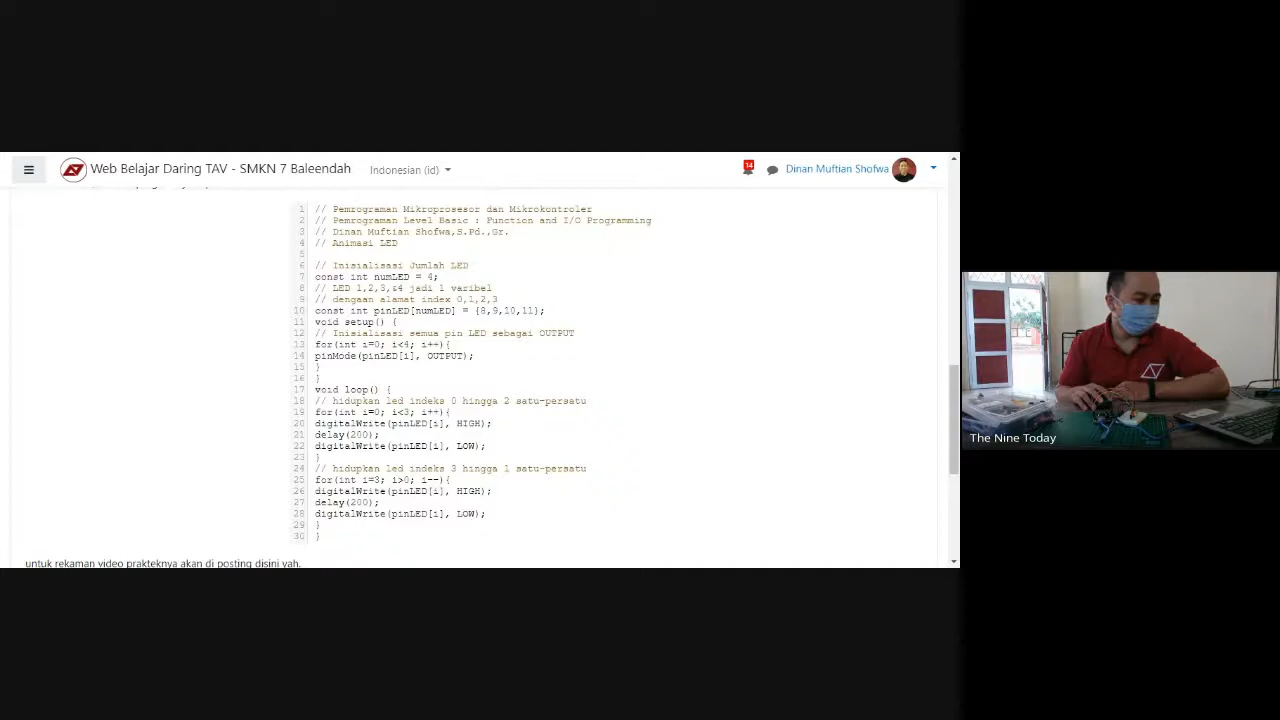 Web Belajar Daring TAV - SMKN 7 Baleendah
Indonesian (id)
14
Dinan Muftian Shofwa
1 // Pemrograman Mikroprosesor dan Mikrokontroler
2 // Pemrograman Level Basic : Function and I/O Programming
3 // Dinan Muftian Shofwa,S.Pd.,Gr.
4 // Animasi LED
5
6 // Inisialisasi Jumlah LED
7 const int numLED = 4;
8 // LED 1,2,3,&4 jadi 1 varibel
9 // dengaan alamat index 0,1,2,3
10 const int pinLED[numLED] = {8,9,10,11};
11 void setup() {
12 // Inisialisasi semua pin LED sebagai OUTPUT
13 for(int i=0; i<4; i++){
14 pinMode(pinLED[i], OUTPUT);
15 }
16 }
17 void loop() {
18 // hidupkan led indeks 0 hingga 2 satu-persatu
19 for(int i=0; i<3; i++){
20 digitalWrite(pinLED[i], HIGH);
21 delay(200);
22 digitalWrite(pinLED[i], LOW);
23 }
24 // hidupkan led indeks 3 hingga 1 satu-persatu
25 for(int i=3; i>0; i--){
26 digitalWrite(pinLED[i], HIGH);
27 delay(200);
28 digitalWrite(pinLED[i], LOW);
29 }
30 }
untuk rekaman video prakteknya akan di posting disini yah.
The Nine Today